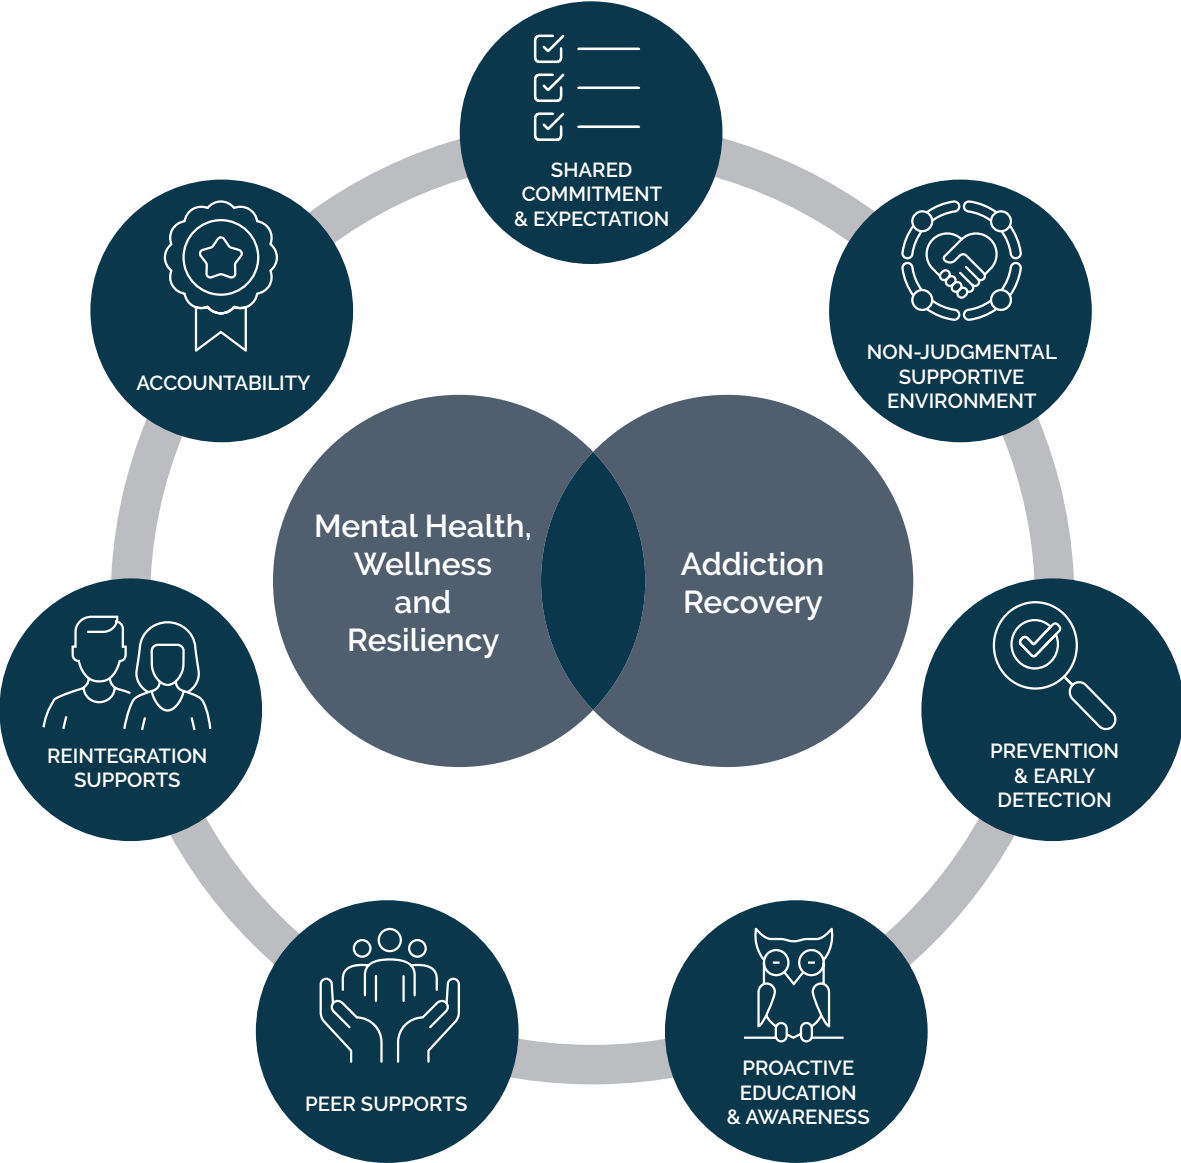 SHARED
COMMITMENT
& EXPECTATION
NON-JUDGMENTAL
SUPPORTIVE
ENVIRONMENT
PREVENTION
& EARLY
DETECTION
PROACTIVE
EDUCATION
& AWARENESS
PEER SUPPORTS
REINTEGRATION
SUPPORTS
ACCOUNTABILITY
Mental Health,
Wellness
and
Resiliency
Addiction
Recovery